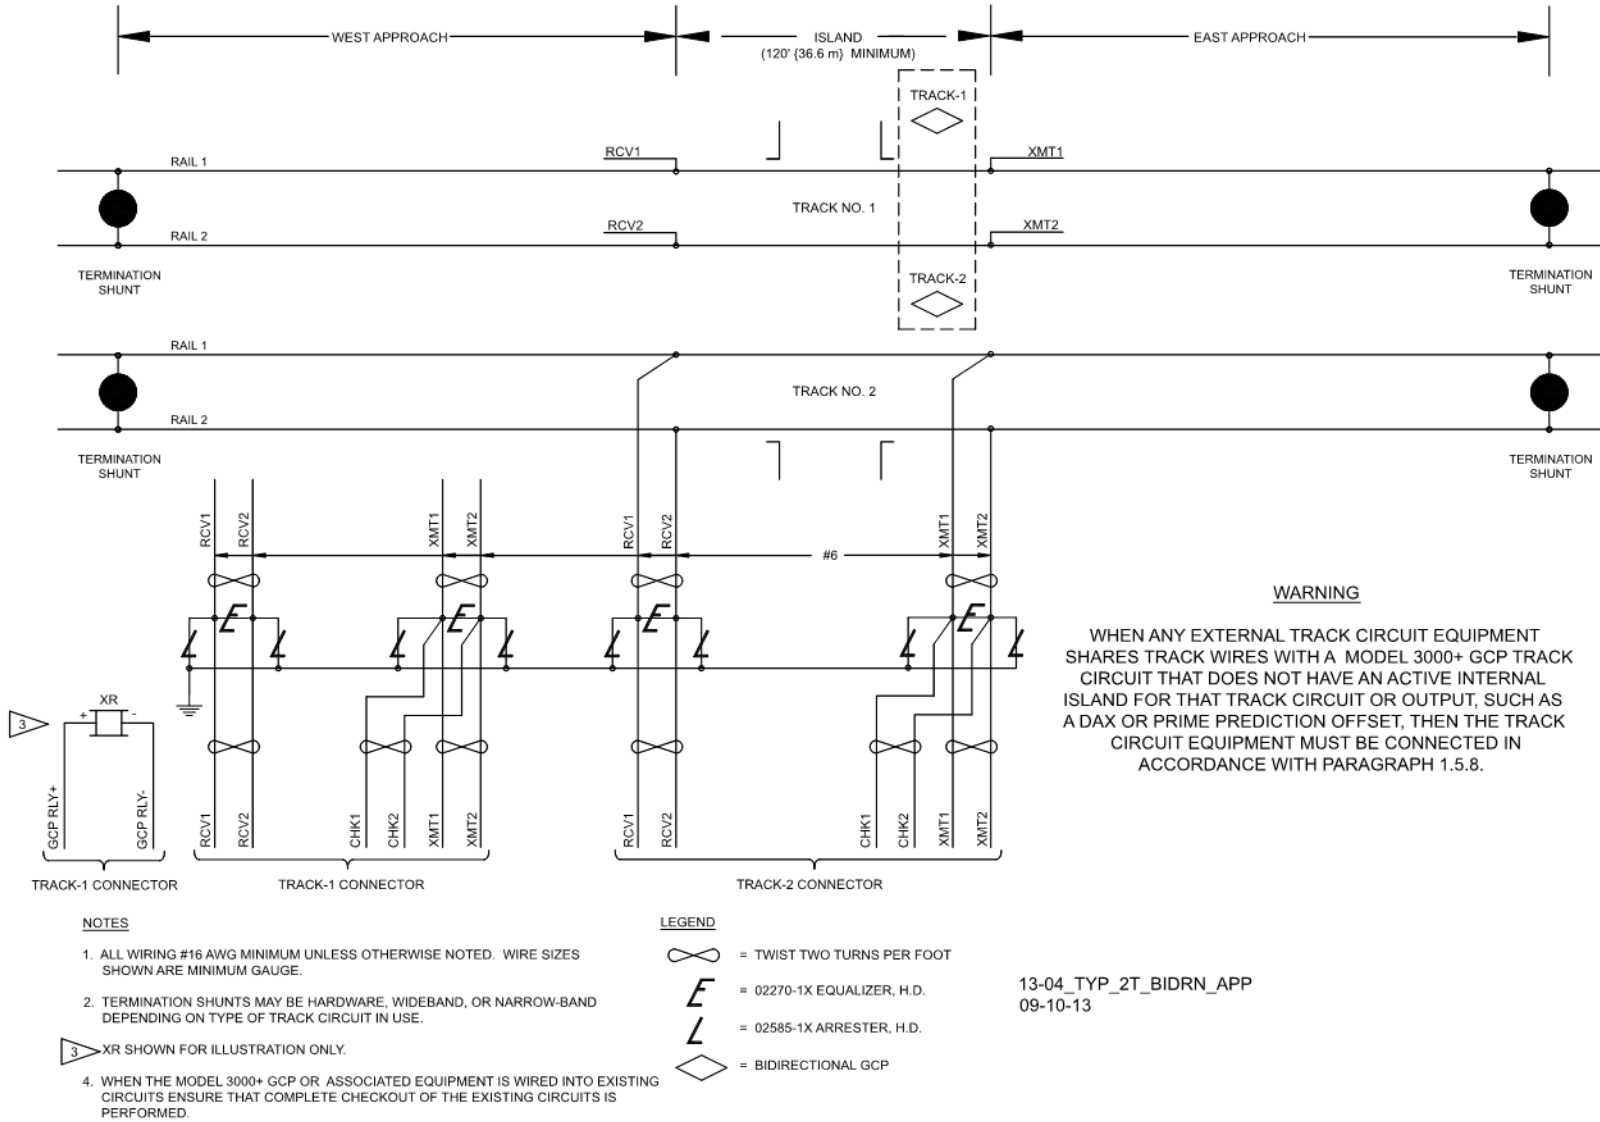 WEST APPROACH
ISLAND
(120' {36.6 m} MINIMUM)
EAST APPROACH
TRACK-1
RCV1
XMT1
RAIL 1
TRACK NO. 1
RCV2
XMT2
RAIL 2
TERMINATION
SHUNT
TRACK-2
TERMINATION
SHUNT
RAIL 1
TRACK NO. 2
RAIL 2
TERMINATION
SHUNT
TERMINATION
SHUNT
RCV1
RCV2
XMT1
XMT2
RCV1
RCV2
XMT1
XMT2
#6
WARNING
WHEN ANY EXTERNAL TRACK CIRCUIT EQUIPMENT
SHARES TRACK WIRES WITH A MODEL 3000+ GCP TRACK
CIRCUIT THAT DOES NOT HAVE AN ACTIVE INTERNAL
ISLAND FOR THAT TRACK CIRCUIT OR OUTPUT, SUCH AS
A DAX OR PRIME PREDICTION OFFSET, THEN THE TRACK
CIRCUIT EQUIPMENT MUST BE CONNECTED IN
ACCORDANCE WITH PARAGRAPH 1.5.8.
3
XR
+
-
GCP RLY+
GCP RLY-
RCV1
RCV2
CHK1
CHK2
XMT1
XMT2
RCV1
RCV2
CHK1
CHK2
XMT1
XMT2
TRACK-1 CONNECTOR
TRACK-1 CONNECTOR
TRACK-2 CONNECTOR
NOTES
1. ALL WIRING #16 AWG MINIMUM UNLESS OTHERWISE NOTED. WIRE SIZES
SHOWN ARE MINIMUM GAUGE.
2. TERMINATION SHUNTS MAY BE HARDWARE, WIDEBAND, OR NARROW-BAND
DEPENDING ON TYPE OF TRACK CIRCUIT IN USE.
3 XR SHOWN FOR ILLUSTRATION ONLY.
4. WHEN THE MODEL 3000+ GCP OR ASSOCIATED EQUIPMENT IS WIRED INTO EXISTING
CIRCUITS ENSURE THAT COMPLETE CHECKOUT OF THE EXISTING CIRCUITS IS
PERFORMED.
LEGEND
= TWIST TWO TURNS PER FOOT
= 02270-1X EQUALIZER, H.D.
= 02585-1X ARRESTER, H.D.
= BIDIRECTIONAL GCP
13-04_TYP_2T_BIDRN_APP
09-10-13